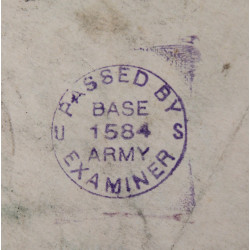 PASSED BY
BASE
U 1584 S
ARMY
EXAMINER